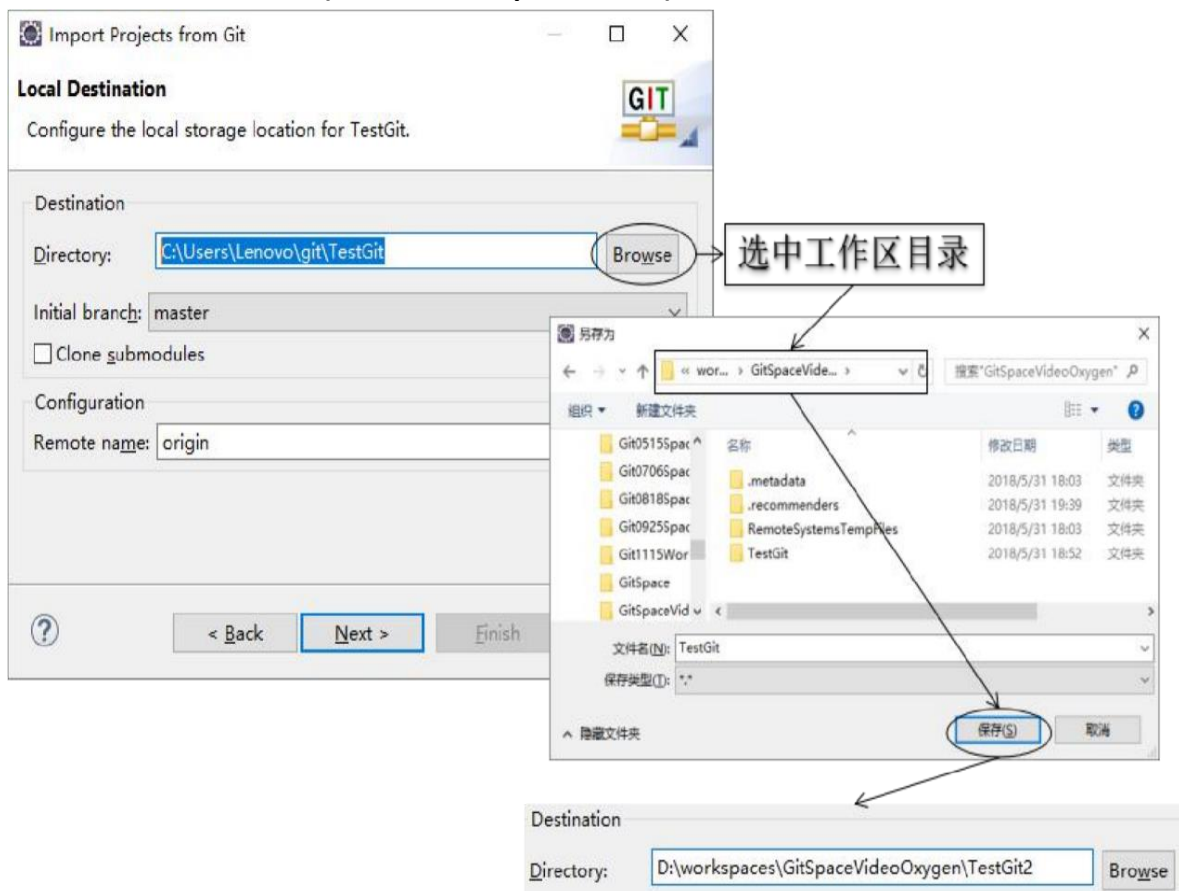 Import Projects from Git
Local Destination
Configure the local storage location for TestGit.
GIT
Destination
Directory: C:\Users\Lenovo\git\TestGit Browse
选中工作区目录
Initial branch: master
Clone submodules
Configuration
Remote name: origin
< Back Next > Finish
另存为
« wor... › GitSpaceVide... › 搜索"GitSpaceVideoOxygen"
组织 新建文件夹
Git0515Spac
Git0706Spac
Git0818Spac
Git0925Spac
Git1115Wor
GitSpace
GitSpaceVid
名称 修改日期 类型
.metadata 2018/5/31 18:03 文件夹
.recommenders 2018/5/31 19:39 文件夹
RemoteSystemsTempFiles 2018/5/31 18:03 文件夹
TestGit 2018/5/31 18:52 文件夹
文件名(N): TestGit
保存类型(T): *.*
隐藏文件夹 保存(S) 取消
Destination
Directory: D:\workspaces\GitSpaceVideoOxygen\TestGit2 Browse